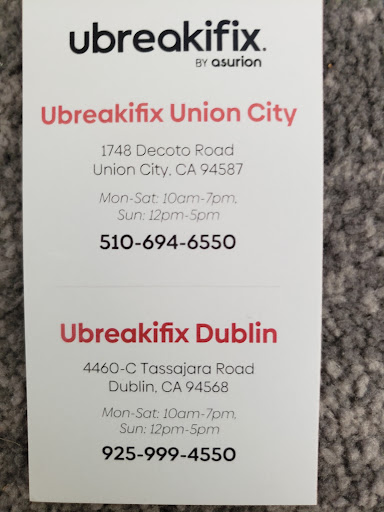 ubreakifix.
BY asurion
Ubreakifix Union City
1748 Decoto Road
Union City, CA 94587
Mon-Sat: 10am-7pm,
Sun: 12pm-5pm
510-694-6550
Ubreakifix Dublin
4460-C Tassajara Road
Dublin, CA 94568
Mon-Sat: 10am-7pm,
Sun: 12pm-5pm
925-999-4550